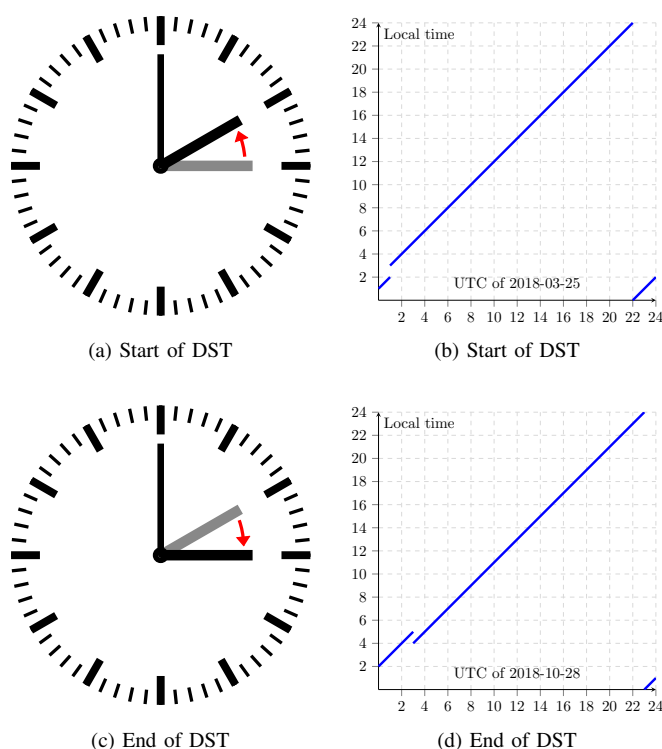 24
22
20
18
16
14
12
10
8
6
4
2
Local time
UTC of 2018-03-25
2 4 6 8 10 12 14 16 18 20 22 24
(a) Start of DST
(b) Start of DST
24
22
20
18
16
14
12
10
8
6
4
2
Local time
UTC of 2018-10-28
2 4 6 8 10 12 14 16 18 20 22 24
(c) End of DST
(d) End of DST